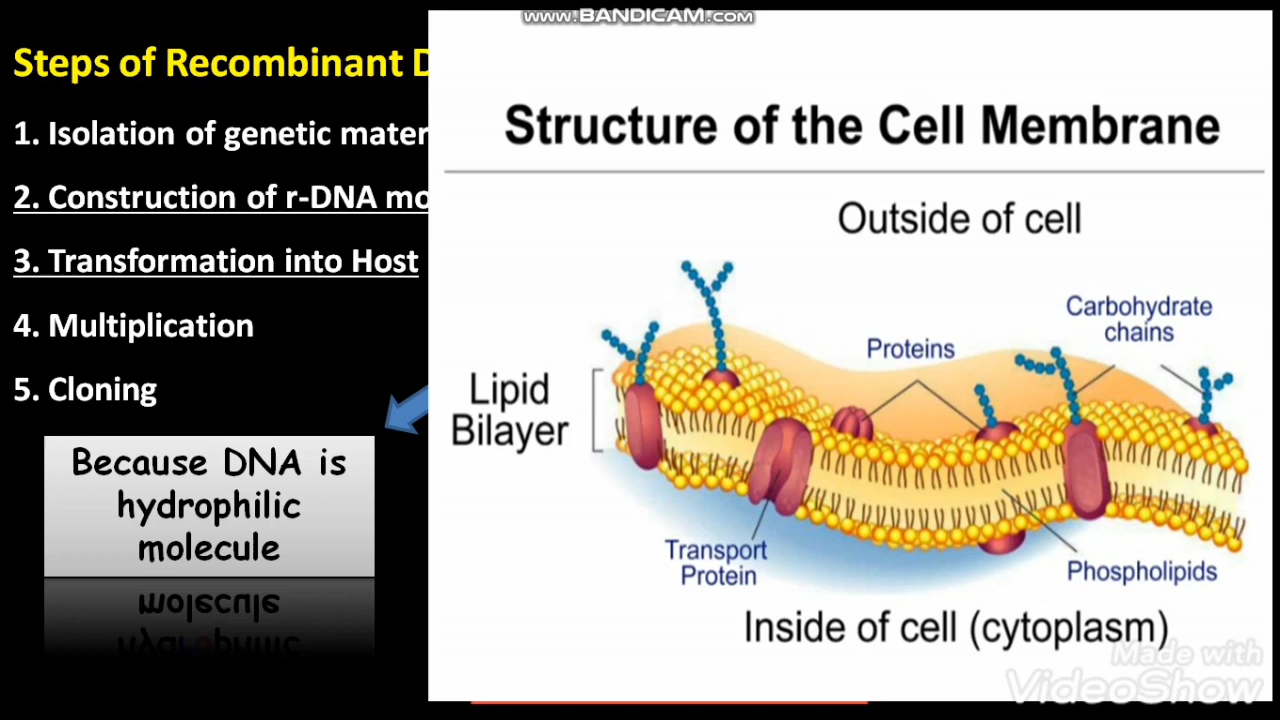 www.BANDICAM.com
Steps of Recombinant D
1. Isolation of genetic mater
2. Construction of r-DNA mo
3. Transformation into Host
4. Multiplication
5. Cloning
Because DNA is
hydrophilic
molecule
Structure of the Cell Membrane
Outside of cell
Carbohydrate
chains
Proteins
Lipid
Bilayer
Transport
Protein
Phospholipids
Inside of cell (cytoplasm)
Made with
VideoShow